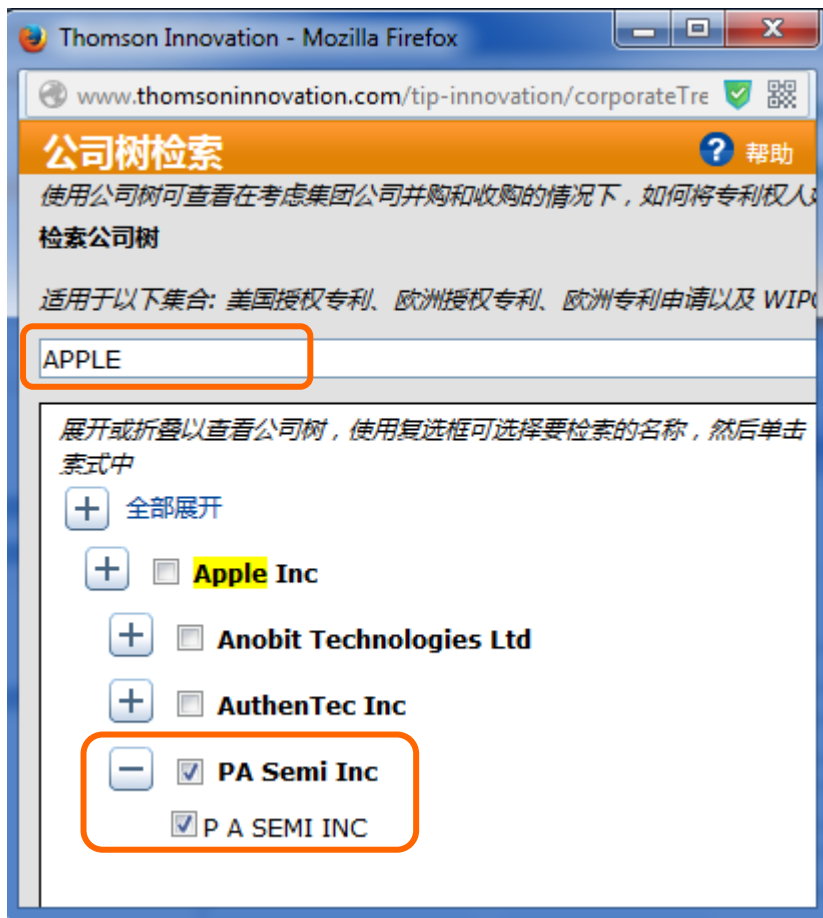 Thomson Innovation - Mozilla Firefox
www.thomsoninnovation.com/tip-innovation/corporateTre
公司树检索
? 帮助
使用公司树可查看在考虑集团公司并购和收购的情况下，如何将专利权人
检索公司树
适用于以下集合: 美国授权专利、欧洲授权专利、欧洲专利申请以及 WIP
APPLE
展开或折叠以查看公司树，使用复选框可选择要检索的名称，然后单击
索式中
全部展开
Apple Inc
Anobit Technologies Ltd
AuthenTec Inc
PA Semi Inc
P A SEMI INC